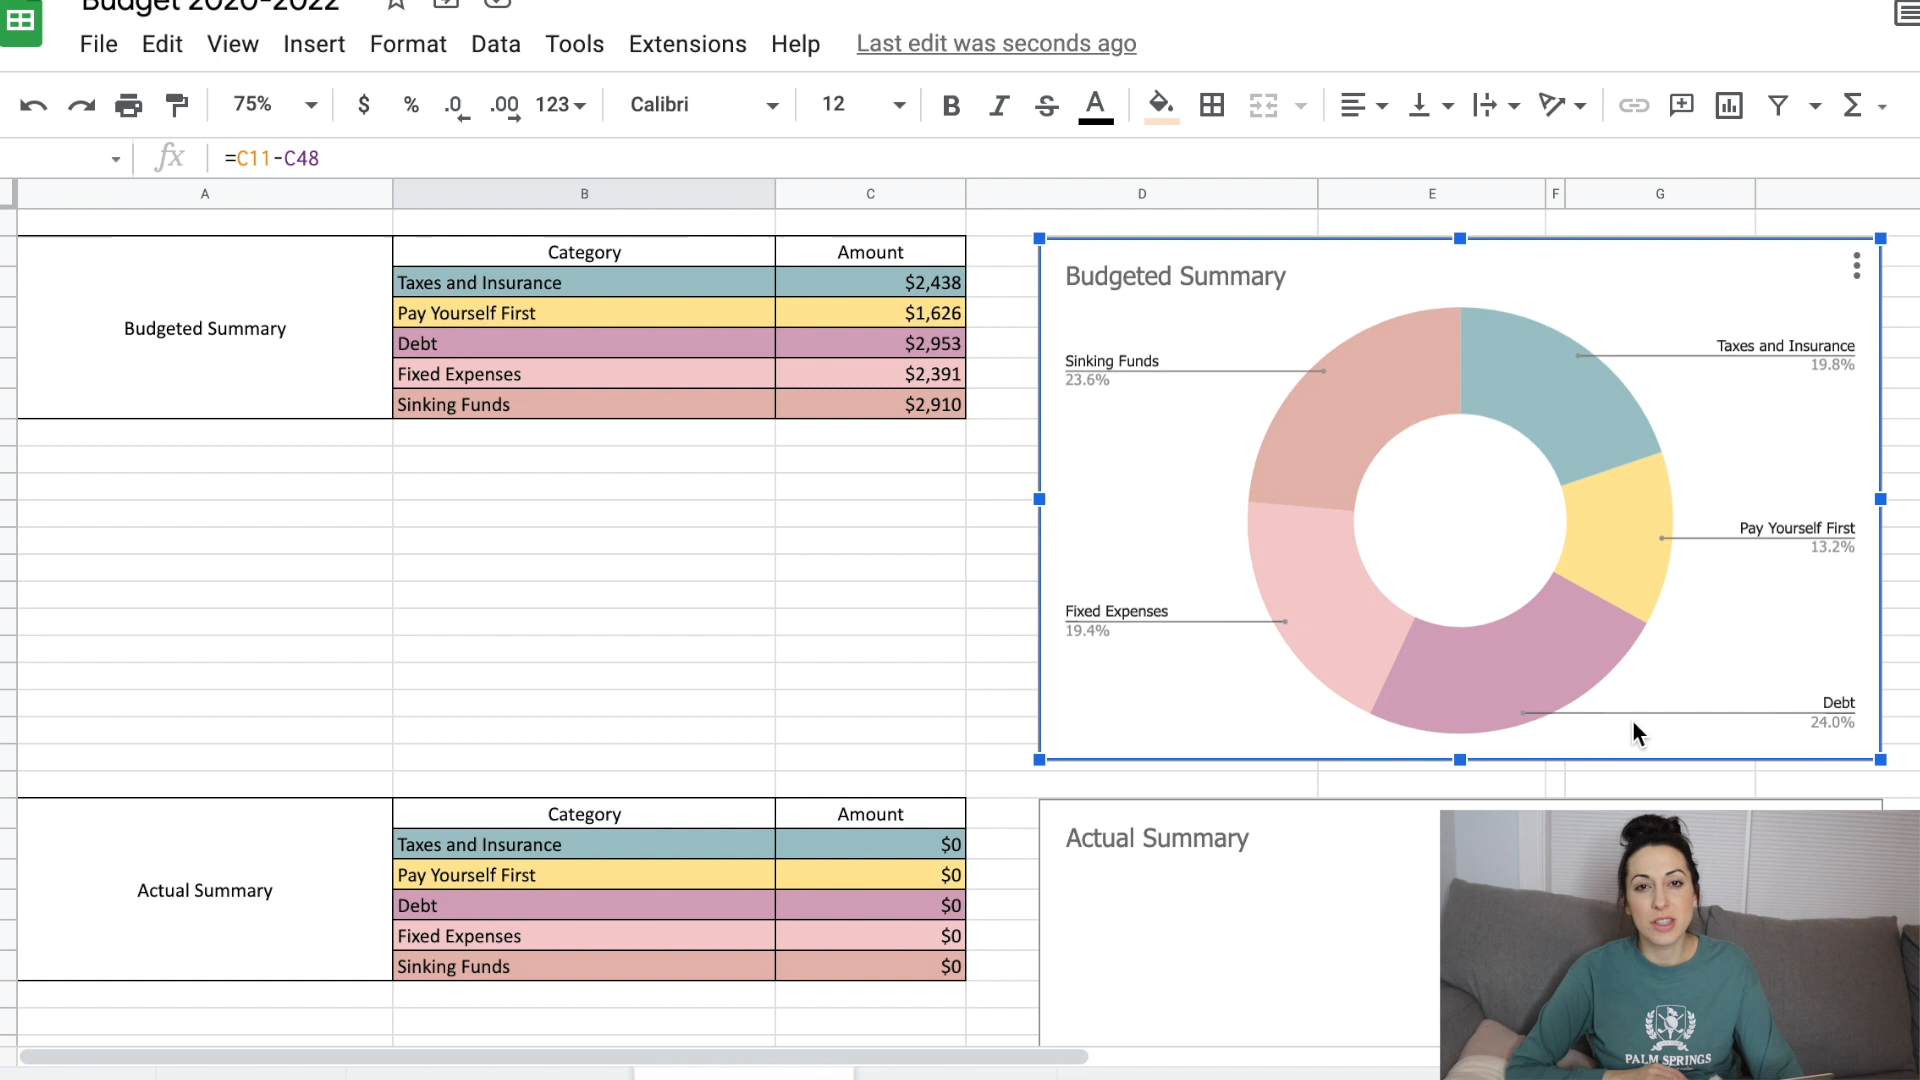 Budget 2020-2022
File Edit View Insert Format Data Tools Extensions Help Last edit was seconds ago
75% $ % .0 .00 123 Calibri 12 B I S A Σ
fx =C11-C48
A B C D E F G
Category Amount
Taxes and Insurance $2,438
Pay Yourself First $1,626
Budgeted Summary
Debt $2,953
Fixed Expenses $2,391
Sinking Funds $2,910
Budgeted Summary
Taxes and Insurance
19.8%
Sinking Funds
23.6%
Pay Yourself First
13.2%
Fixed Expenses
19.4%
Debt
24.0%
Category Amount
Taxes and Insurance $0
Pay Yourself First $0
Actual Summary
Debt $0
Fixed Expenses $0
Sinking Funds $0
Actual Summary
PALM SPRINGS